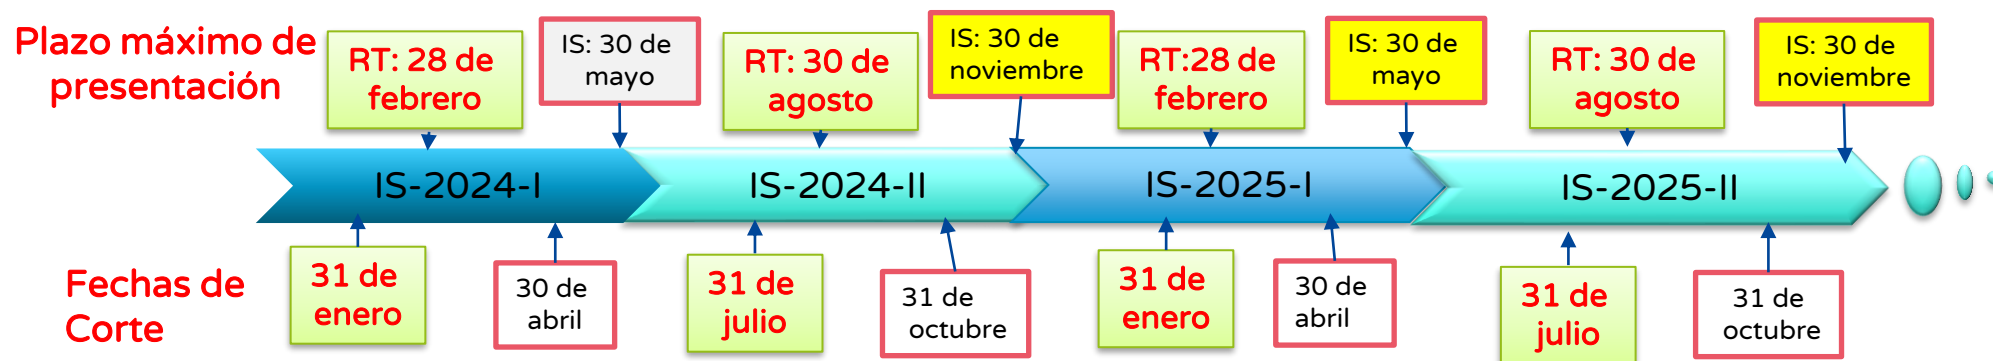 Plazo máximo de
presentación
RT: 28 de
febrero
IS: 30 de
mayo
RT: 30 de
agosto
IS: 30 de
noviembre
RT:28 de
febrero
IS: 30 de
mayo
RT: 30 de
agosto
IS: 30 de
noviembre
IS-2024-I
IS-2024-II
IS-2025-I
IS-2025-II
Fechas de
Corte
31 de
enero
30 de
abril
31 de
julio
31 de
octubre
31 de
enero
30 de
abril
31 de
julio
31 de
octubre